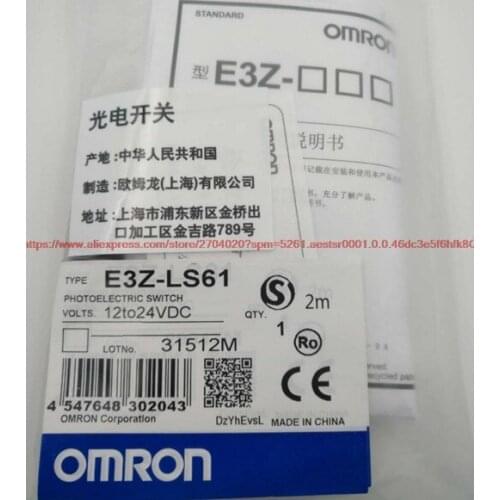 STANDARD
OMRON
型 E3Z-□□□
说明书
光电开关
产地: 中华人民共和国
制造: 欧姆龙(上海)有限公司
地址: 上海市浦东新区金桥出
口加工区金吉路789号
TYPE E3Z-LS61
PHOTOELECTRIC SWITCH
VOLTS. 12to24VDC
S 2m
QTY.
1
LOTNo. 31512M
Ro
CE
4 547648 302043
OMRON Corporation
DzYhEvsL MADE IN CHINA
OMRON